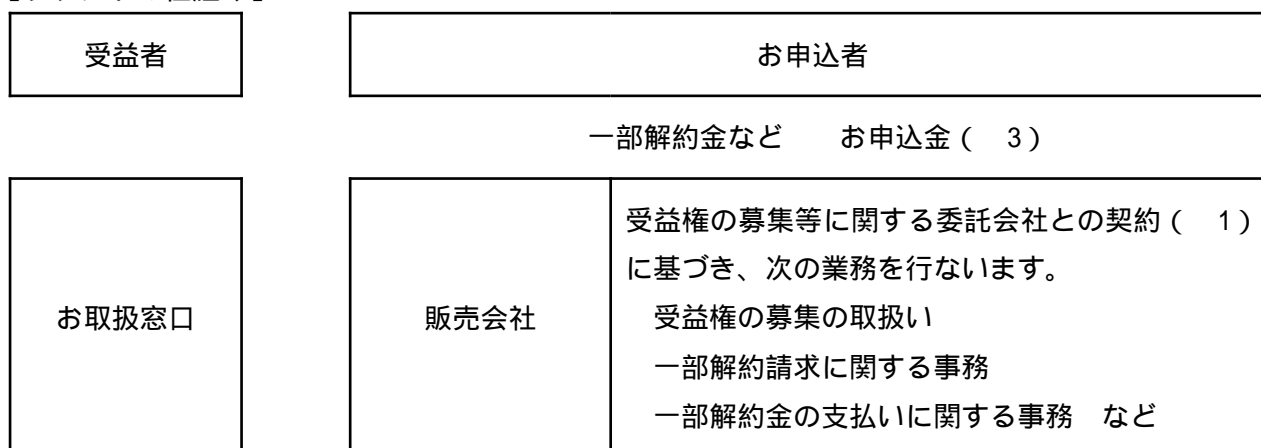 受益者
お申込者
一部解約金など　　お申込金（　3）
お取扱窓口
販売会社
受益権の募集等に関する委託会社との契約（　1）
に基づき、次の業務を行ないます。
受益権の募集の取扱い
一部解約請求に関する事務
一部解約金の支払いに関する事務　など